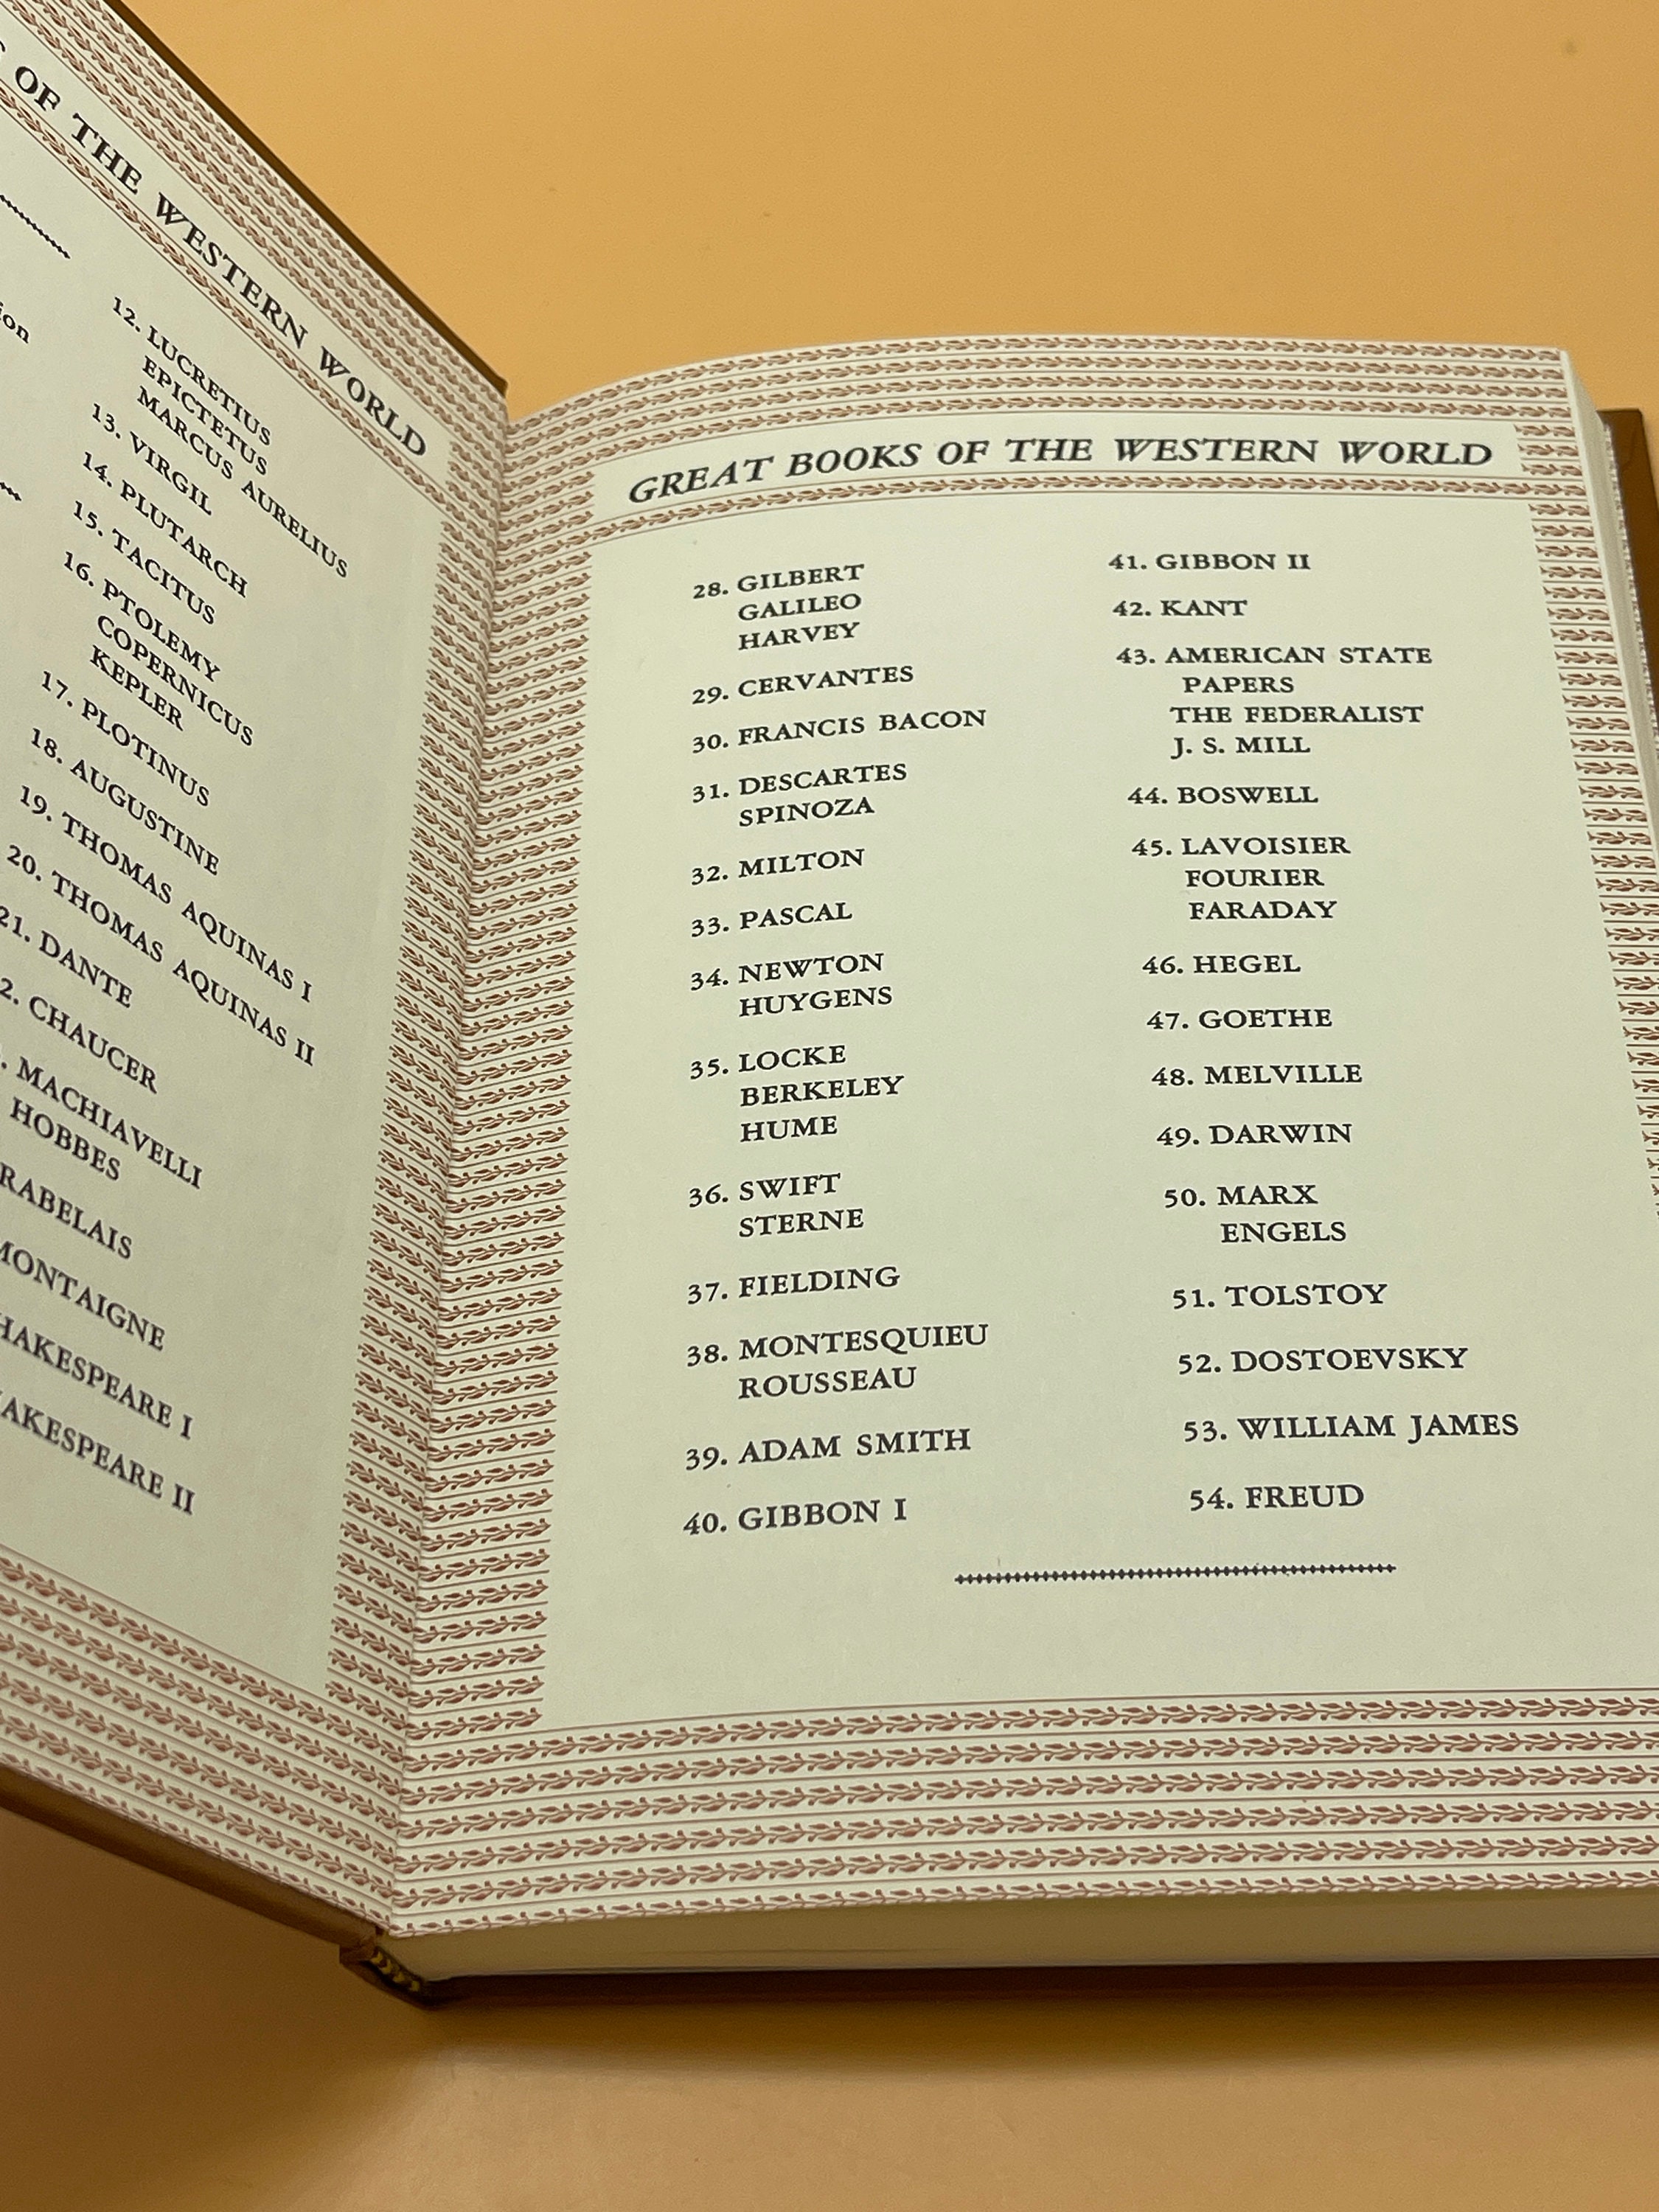 OF THE WESTERN WORLD
12. LUCRETIUS
EPICTETUS
MARCUS AURELIUS
13. VIRGIL
14. PLUTARCH
15. TACITUS
16. PTOLEMY
COPERNICUS
KEPLER
17. PLOTINUS
18. AUGUSTINE
19. THOMAS AQUINAS I
20. THOMAS AQUINAS II
21. DANTE
2. CHAUCER
. MACHIAVELLI
HOBBES
RABELAIS
MONTAIGNE
HAKESPEARE I
AKESPEARE II
GREAT BOOKS OF THE WESTERN WORLD
28. GILBERT
GALILEO
HARVEY
29. CERVANTES
30. FRANCIS BACON
31. DESCARTES
SPINOZA
32. MILTON
33. PASCAL
34. NEWTON
HUYGENS
35. LOCKE
BERKELEY
HUME
36. SWIFT
STERNE
37. FIELDING
38. MONTESQUIEU
ROUSSEAU
39. ADAM SMITH
40. GIBBON I
41. GIBBON II
42. KANT
43. AMERICAN STATE
PAPERS
THE FEDERALIST
J. S. MILL
44. BOSWELL
45. LAVOISIER
FOURIER
FARADAY
46. HEGEL
47. GOETHE
48. MELVILLE
49. DARWIN
50. MARX
ENGELS
51. TOLSTOY
52. DOSTOEVSKY
53. WILLIAM JAMES
54. FREUD